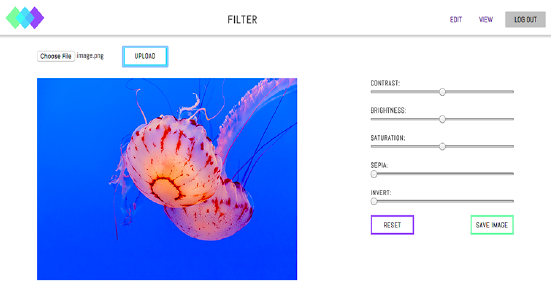 FILTER
EDIT VIEW LOG OUT
Choose File image.png UPLOAD
CONTRAST:
BRIGHTNESS:
SATURATION:
SEPIA:
INVERT:
RESET SAVE IMAGE